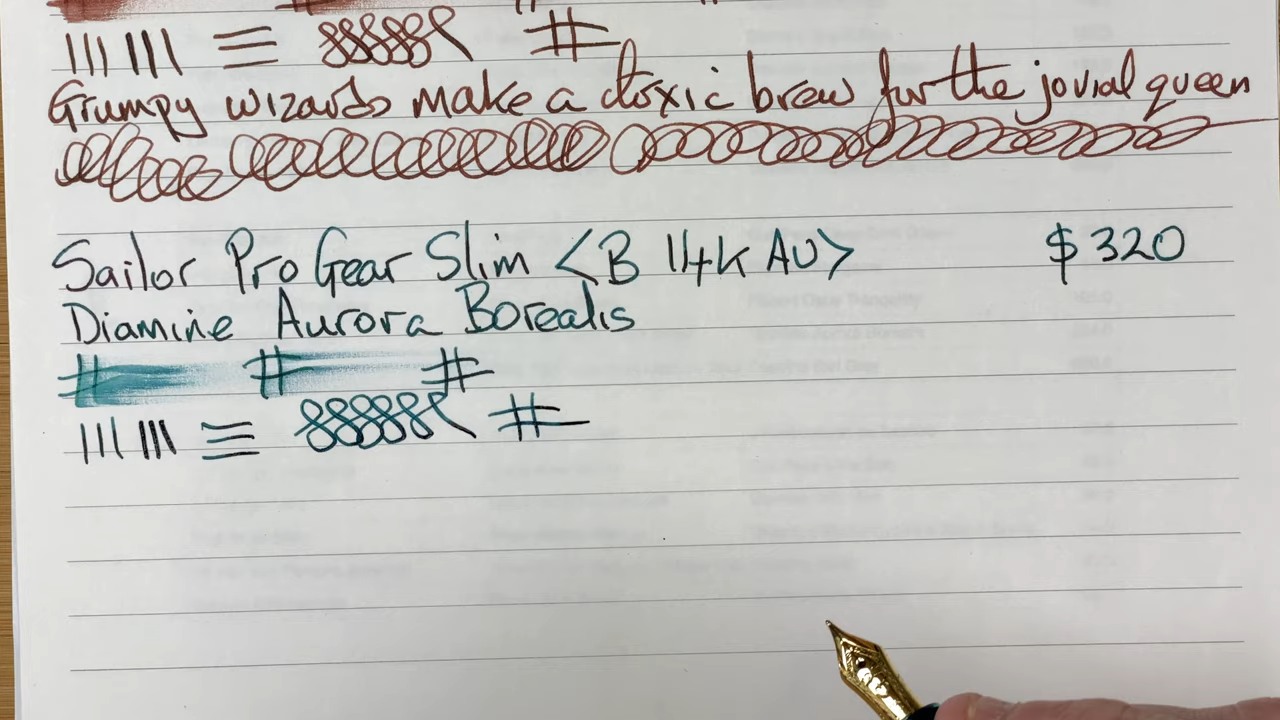 Grumpy wizards make a toxic brew for the jovial queen
Sailor Pro Gear Slim <B 14K AU> $320
Diamine Aurora Borealis